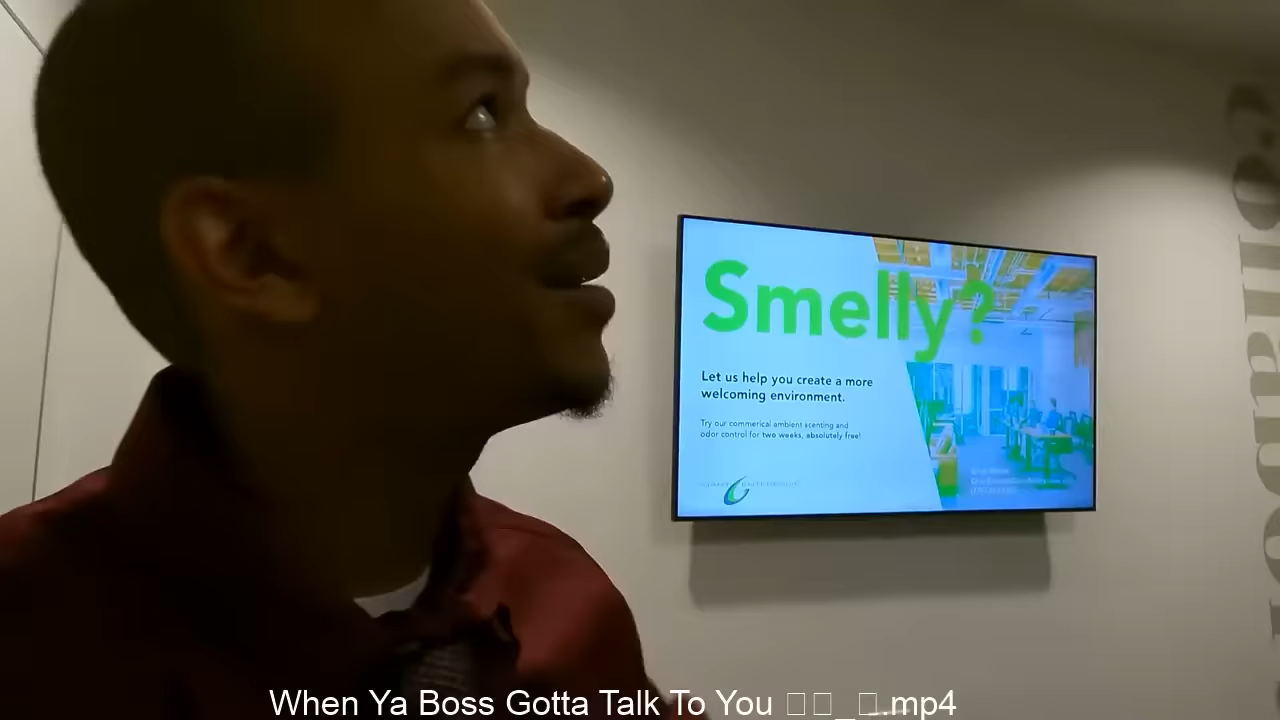 Smelly?
Let us help you create a more
welcoming environment.
Try our commerical ambient scenting and
odor control for two weeks, absolutely free!
When Ya Boss Gotta Talk To You □□_□.mp4